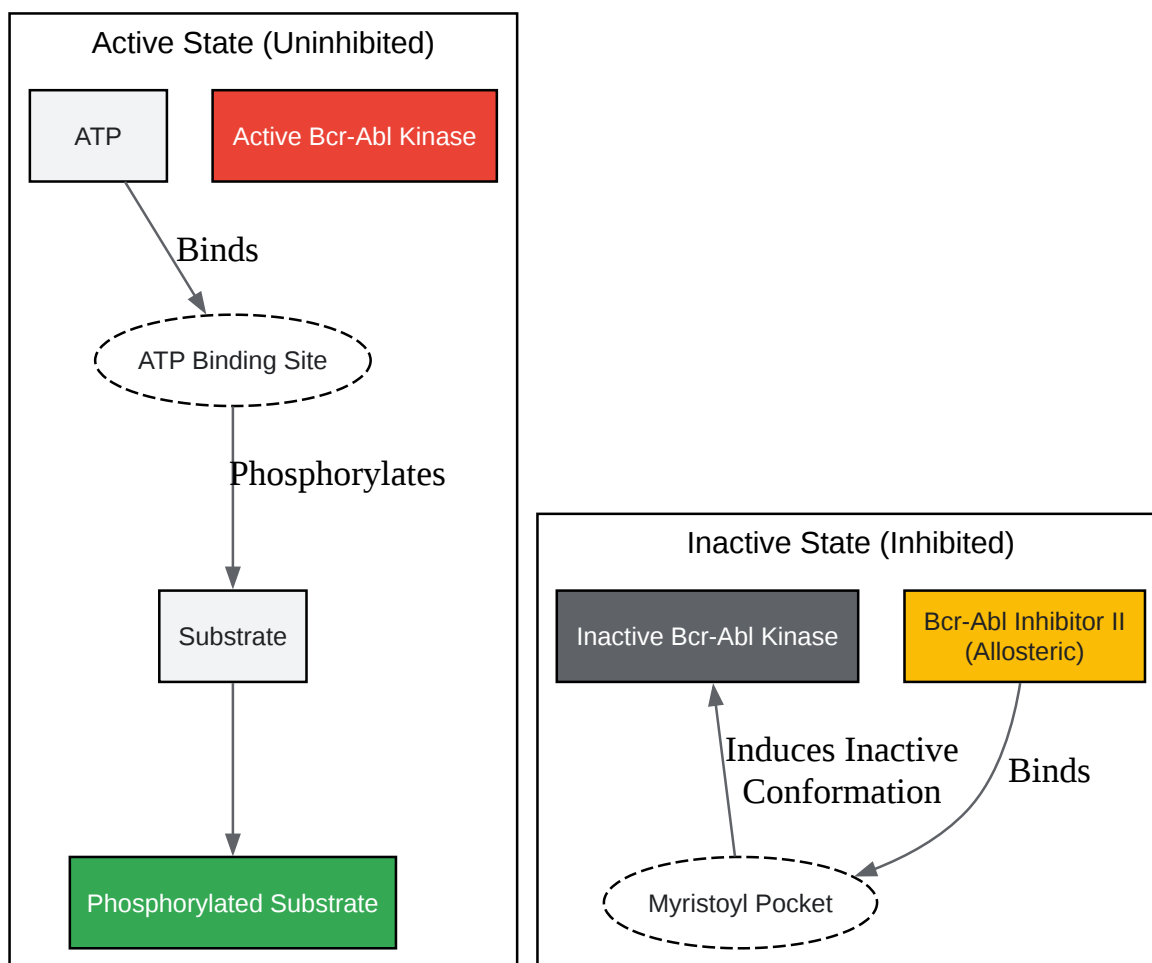 Active State (Uninhibited)
ATP
Active Bcr-Abl Kinase
Binds
ATP Binding Site
Phosphorylates
Substrate
Phosphorylated Substrate
Inactive State (Inhibited)
Inactive Bcr-Abl Kinase
Bcr-Abl Inhibitor II
(Allosteric)
Induces Inactive
Conformation
Binds
Myristoyl Pocket